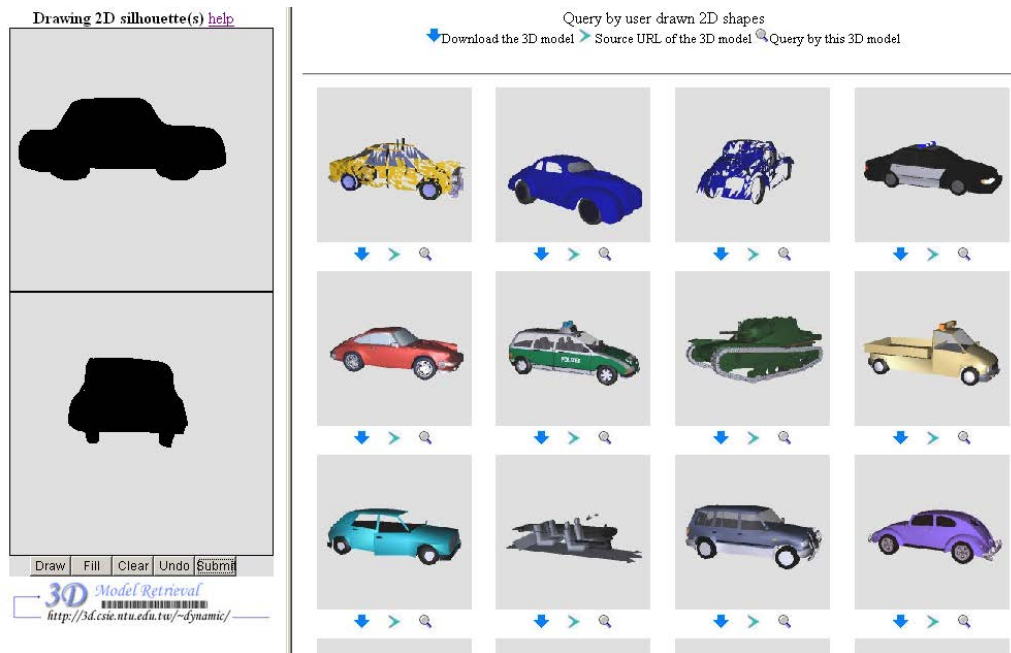 Drawing 2D silhouette(s) help
Draw Fill Clear Undo Submit
3D Model Retrieval
http://3d.csie.ntu.edu.tw/~dynamic/
Query by user drawn 2D shapes
Download the 3D model Source URL of the 3D model Query by this 3D model
POLIZEI